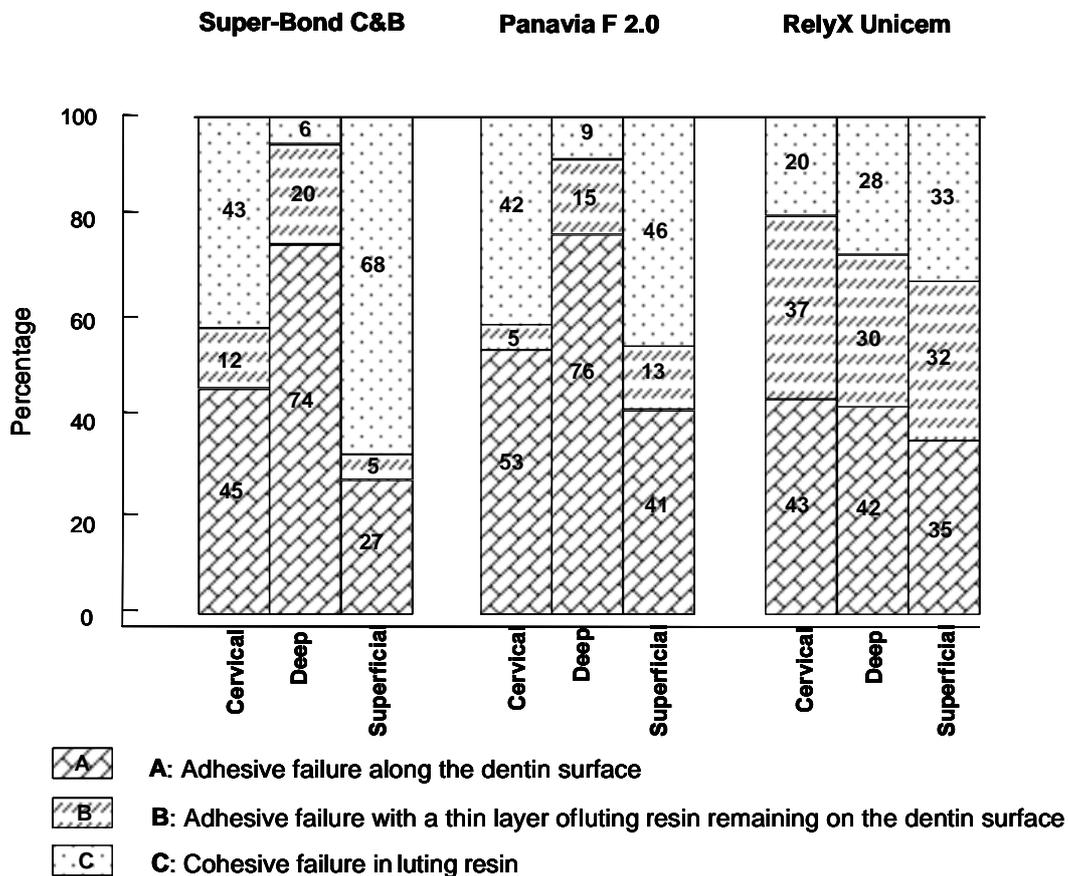 Super-Bond C&B Panavia F 2.0 RelyX Unicem
100
80
60
40
20
0
Percentage
43 6 68
12 20 5
45 74 27
42 9 46
5 15 13
53 76 41
20 28 33
37 30 32
43 42 35
Cervical Deep Superficial Cervical Deep Superficial Cervical Deep Superficial
A A: Adhesive failure along the dentin surface
B B: Adhesive failure with a thin layer of luting resin remaining on the dentin surface
C C: Cohesive failure in luting resin